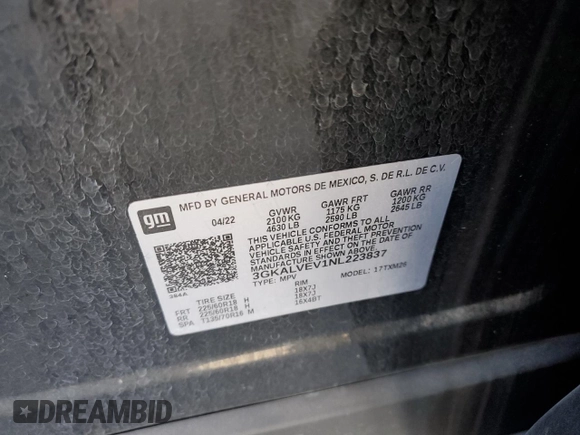 MFD BY GENERAL MOTORS DE MEXICO, S. DE R.L. DE C.V.
gm
04/22 GVWR GAWR FRT GAWR RR
2100 KG 1175 KG 1200 KG
4630 LB 2590 LB 2645 LB
THIS VEHICLE CONFORMS TO ALL
APPLICABLE U.S. FEDERAL MOTOR
VEHICLE SAFETY AND THEFT PREVENTION
STANDARDS IN EFFECT ON THE DATE OF
MANUFACTURE SHOWN ABOVE.
3GKALVEV1NL223837
TYPE: MPV MODEL: 17TXM26
TIRE SIZE RIM
FRT 225/60R18 H 18X7J
RR 225/60R18 H 18X7J
SPA T135/70R16 M 16X4BT
DREAMBID